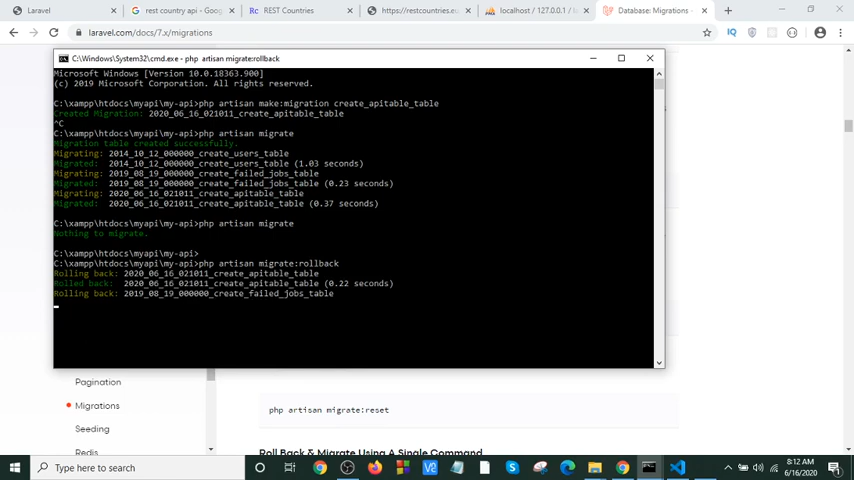 Laravel
rest country api - Goog
REST Countries
https://restcountries.eu
localhost / 127.0.0.1 / t
Database: Migrations -
laravel.com/docs/7.x/migrations
C:\Windows\System32\cmd.exe - php artisan migrate:rollback
Microsoft Windows [Version 10.0.18363.900]
(c) 2019 Microsoft Corporation. All rights reserved.
C:\xampp\htdocs\myapi\my-api>php artisan make:migration create_apitable_table
Created Migration: 2020_06_16_021011_create_apitable_table
^C
C:\xampp\htdocs\myapi\my-api>php artisan migrate
Migration table created successfully.
Migrating: 2014_10_12_000000_create_users_table
Migrated: 2014_10_12_000000_create_users_table (1.03 seconds)
Migrating: 2019_08_19_000000_create_failed_jobs_table
Migrated: 2019_08_19_000000_create_failed_jobs_table (0.23 seconds)
Migrating: 2020_06_16_021011_create_apitable_table
Migrated: 2020_06_16_021011_create_apitable_table (0.37 seconds)
C:\xampp\htdocs\myapi\my-api>php artisan migrate
Nothing to migrate.
C:\xampp\htdocs\myapi\my-api>
C:\xampp\htdocs\myapi\my-api>php artisan migrate:rollback
Rolling back: 2020_06_16_021011_create_apitable_table
Rolled back: 2020_06_16_021011_create_apitable_table (0.22 seconds)
Rolling back: 2019_08_19_000000_create_failed_jobs_table
Pagination
Migrations
php artisan migrate:reset
Seeding
Redis
Roll Back & Migrate Using A Single Command
Type here to search
8:12 AM
6/16/2020